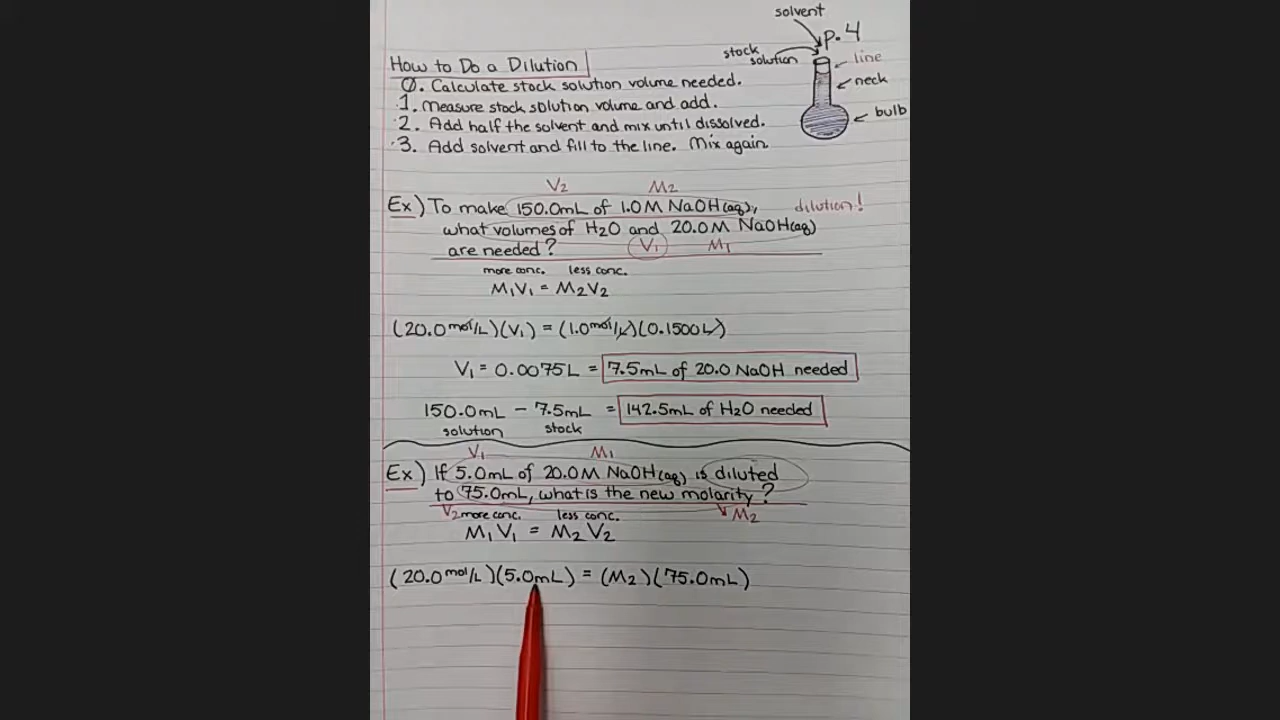 solvent
p.4
stock
solution
line
neck
bulb
How to Do a Dilution
0. Calculate stock solution volume needed.
1. Measure stock solution volume and add.
2. Add half the solvent and mix until dissolved.
3. Add solvent and fill to the line. Mix again.
V₂ M₂
Ex) To make 150.0mL of 1.0M NaOH(aq), dilution!
what volumes of H₂O and 20.0M NaOH(aq)
are needed? V₁ M₁
more conc. less conc.
M₁V₁ = M₂V₂
(20.0 mol/L)(V₁) = (1.0 mol/L)(0.1500L)
V₁ = 0.0075L = 7.5mL of 20.0 NaOH needed
150.0mL - 7.5mL = 142.5mL of H₂O needed
solution stock
V₁ M₁
Ex) If 5.0mL of 20.0M NaOH(aq) is diluted
to 75.0mL, what is the new molarity?
V₂ more conc. less conc. M₂
M₁V₁ = M₂V₂
(20.0 mol/L)(5.0mL) = (M₂)(75.0mL)